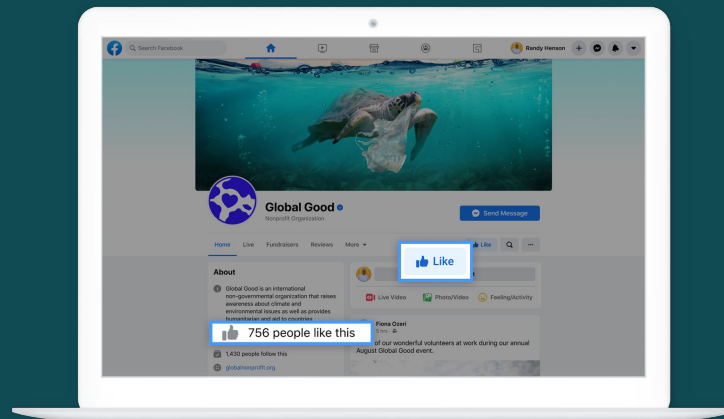 Search Facebook
Randy Henson
Global Good
Nonprofit Organization
Send Message
Home Live Fundraisers Reviews More Like
Like
About
Global Good is an international
non-governmental organization that raises
awareness about climate and
environmental issues as well as provides
humanitarian and aid to countries
756 people like this
1,430 people follow this
globalnonprofit.org
Live Video Photo/Video Feeling/Activity
Fiona Ozeri
5 hrs
of our wonderful volunteers at work during our annual
August Global Good event.